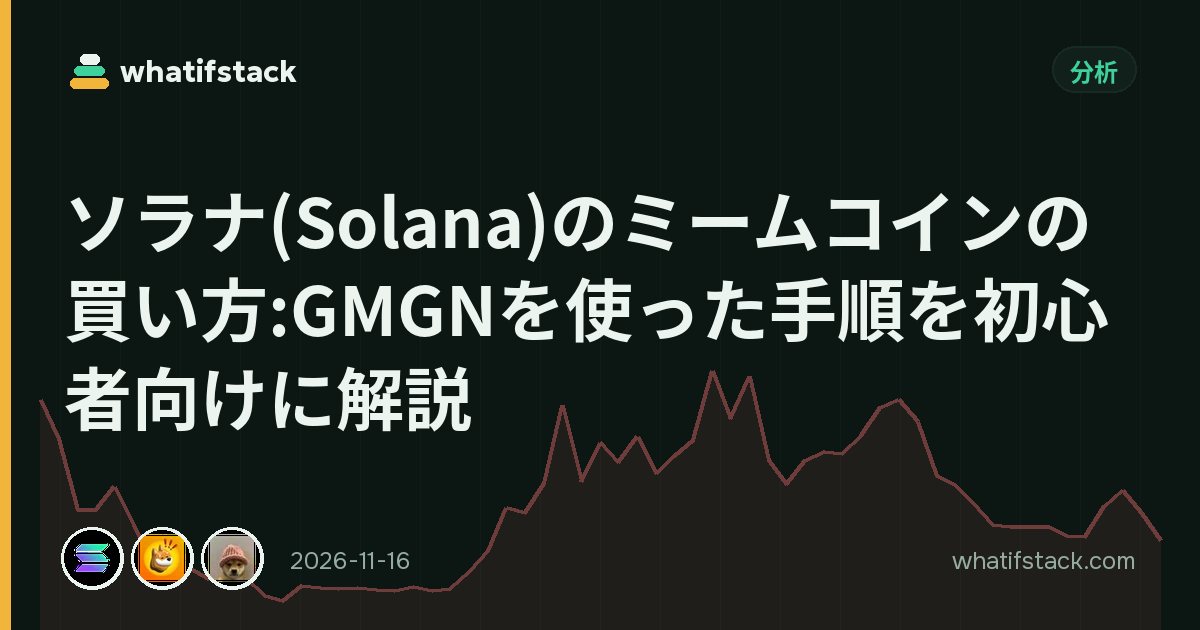 whatifstack
分析
ソラナ(Solana)のミームコインの
買い方:GMGNを使った手順を初心
者向けに解説
2026-11-16
whatifstack.com